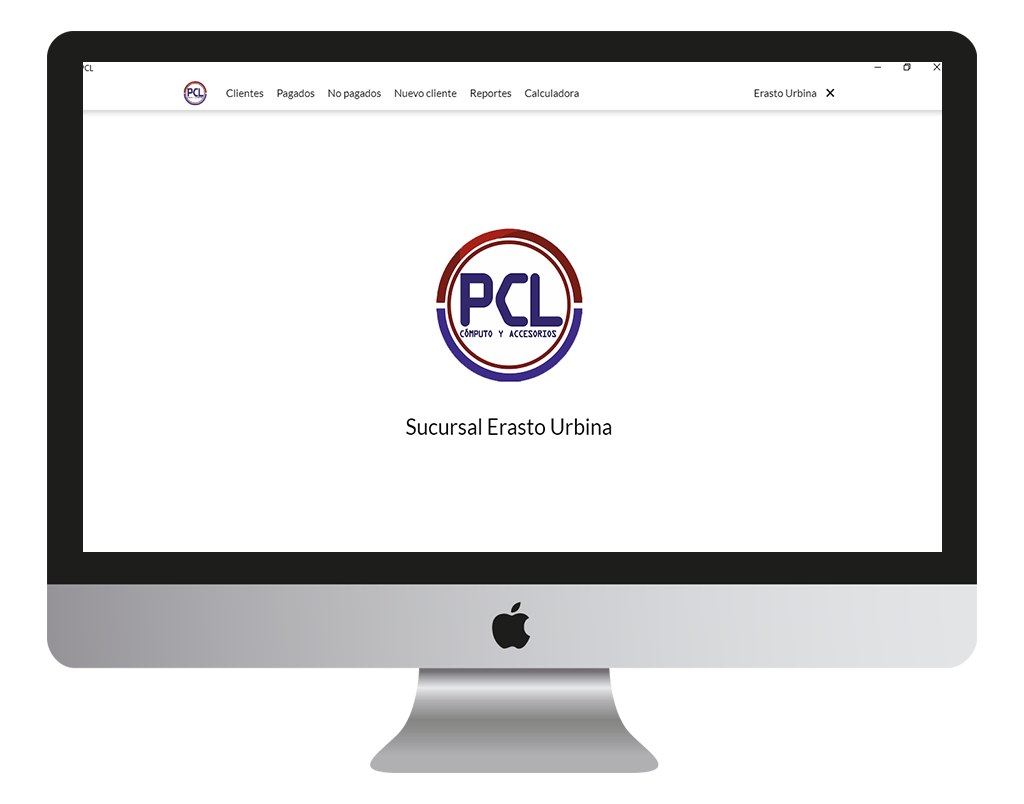 PCL
PCL
Clientes Pagados No pagados Nuevo cliente Reportes Calculadora
Erasto Urbina
PCL
CÓMPUTO Y ACCESORIOS
Sucursal Erasto Urbina